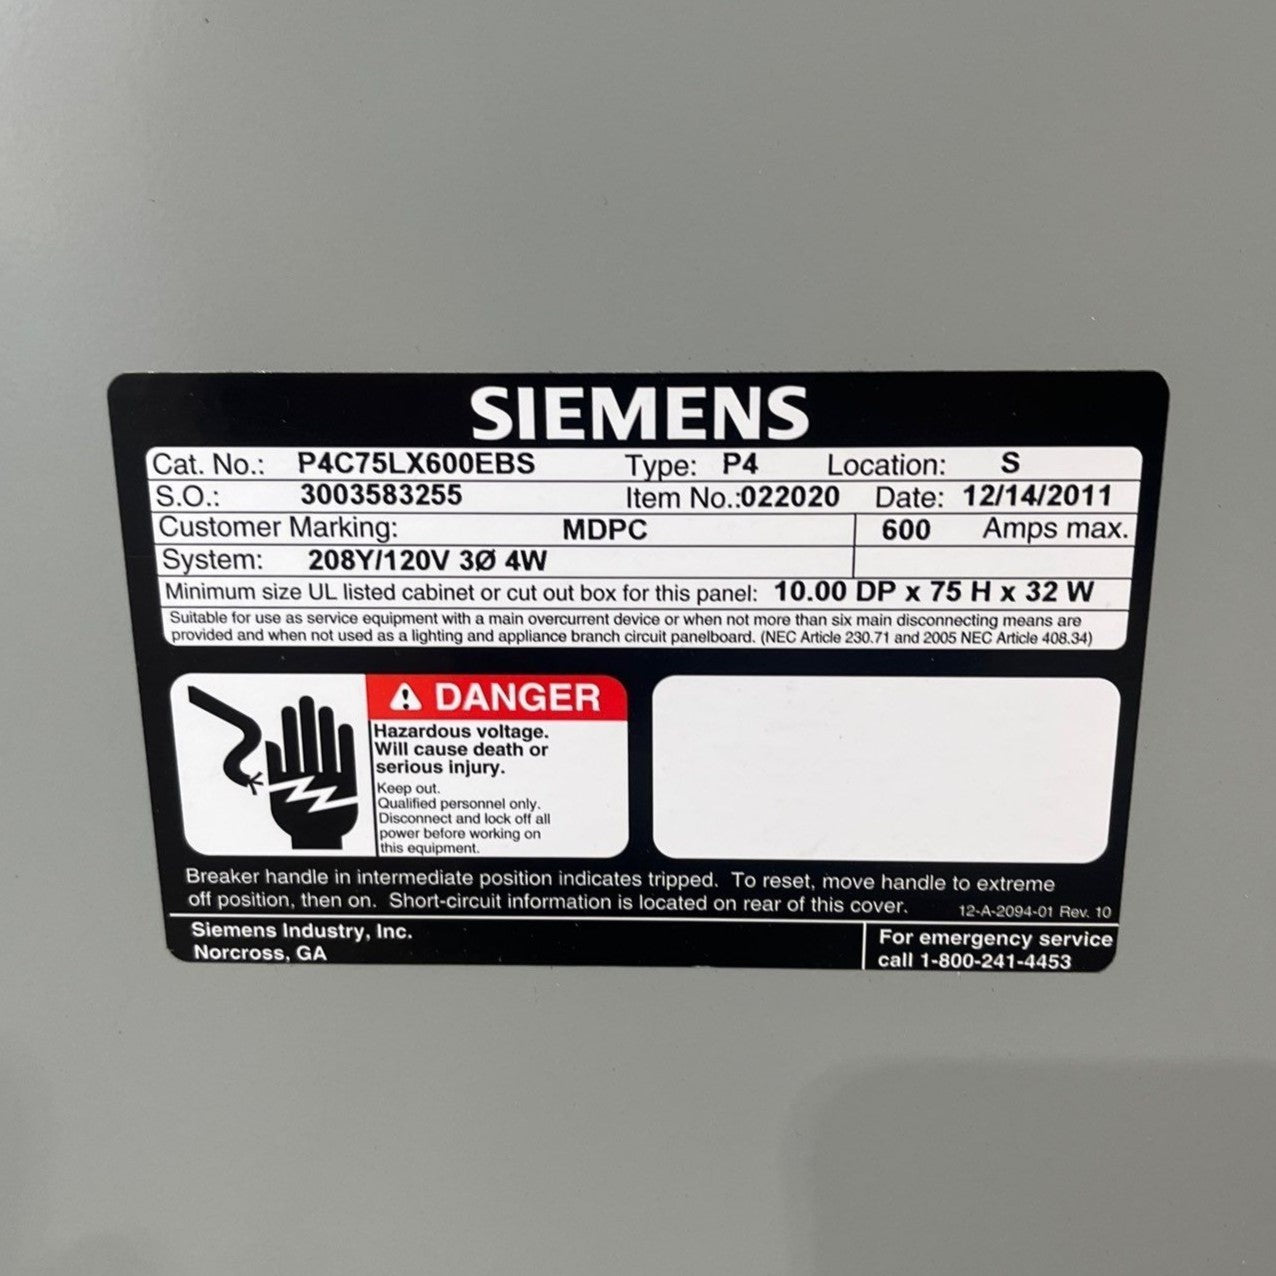 SIEMENS
Cat. No.: P4C75LX600EBS Type: P4 Location: S
S.O.: 3003583255 Item No.:022020 Date: 12/14/2011
Customer Marking: MDPC 600 Amps max.
System: 208Y/120V 3Ø 4W
Minimum size UL listed cabinet or cut out box for this panel: 10.00 DP x 75 H x 32 W
Suitable for use as service equipment with a main overcurrent device or when not more than six main disconnecting means are
provided and when not used as a lighting and appliance branch circuit panelboard. (NEC Article 230.71 and 2005 NEC Article 408.34)
DANGER
Hazardous voltage.
Will cause death or
serious injury.
Keep out.
Qualified personnel only.
Disconnect and lock off all
power before working on
this equipment.
Breaker handle in intermediate position indicates tripped. To reset, move handle to extreme
off position, then on. Short-circuit information is located on rear of this cover. 12-A-2094-01 Rev. 10
Siemens Industry, Inc.
Norcross, GA
For emergency service
call 1-800-241-4453